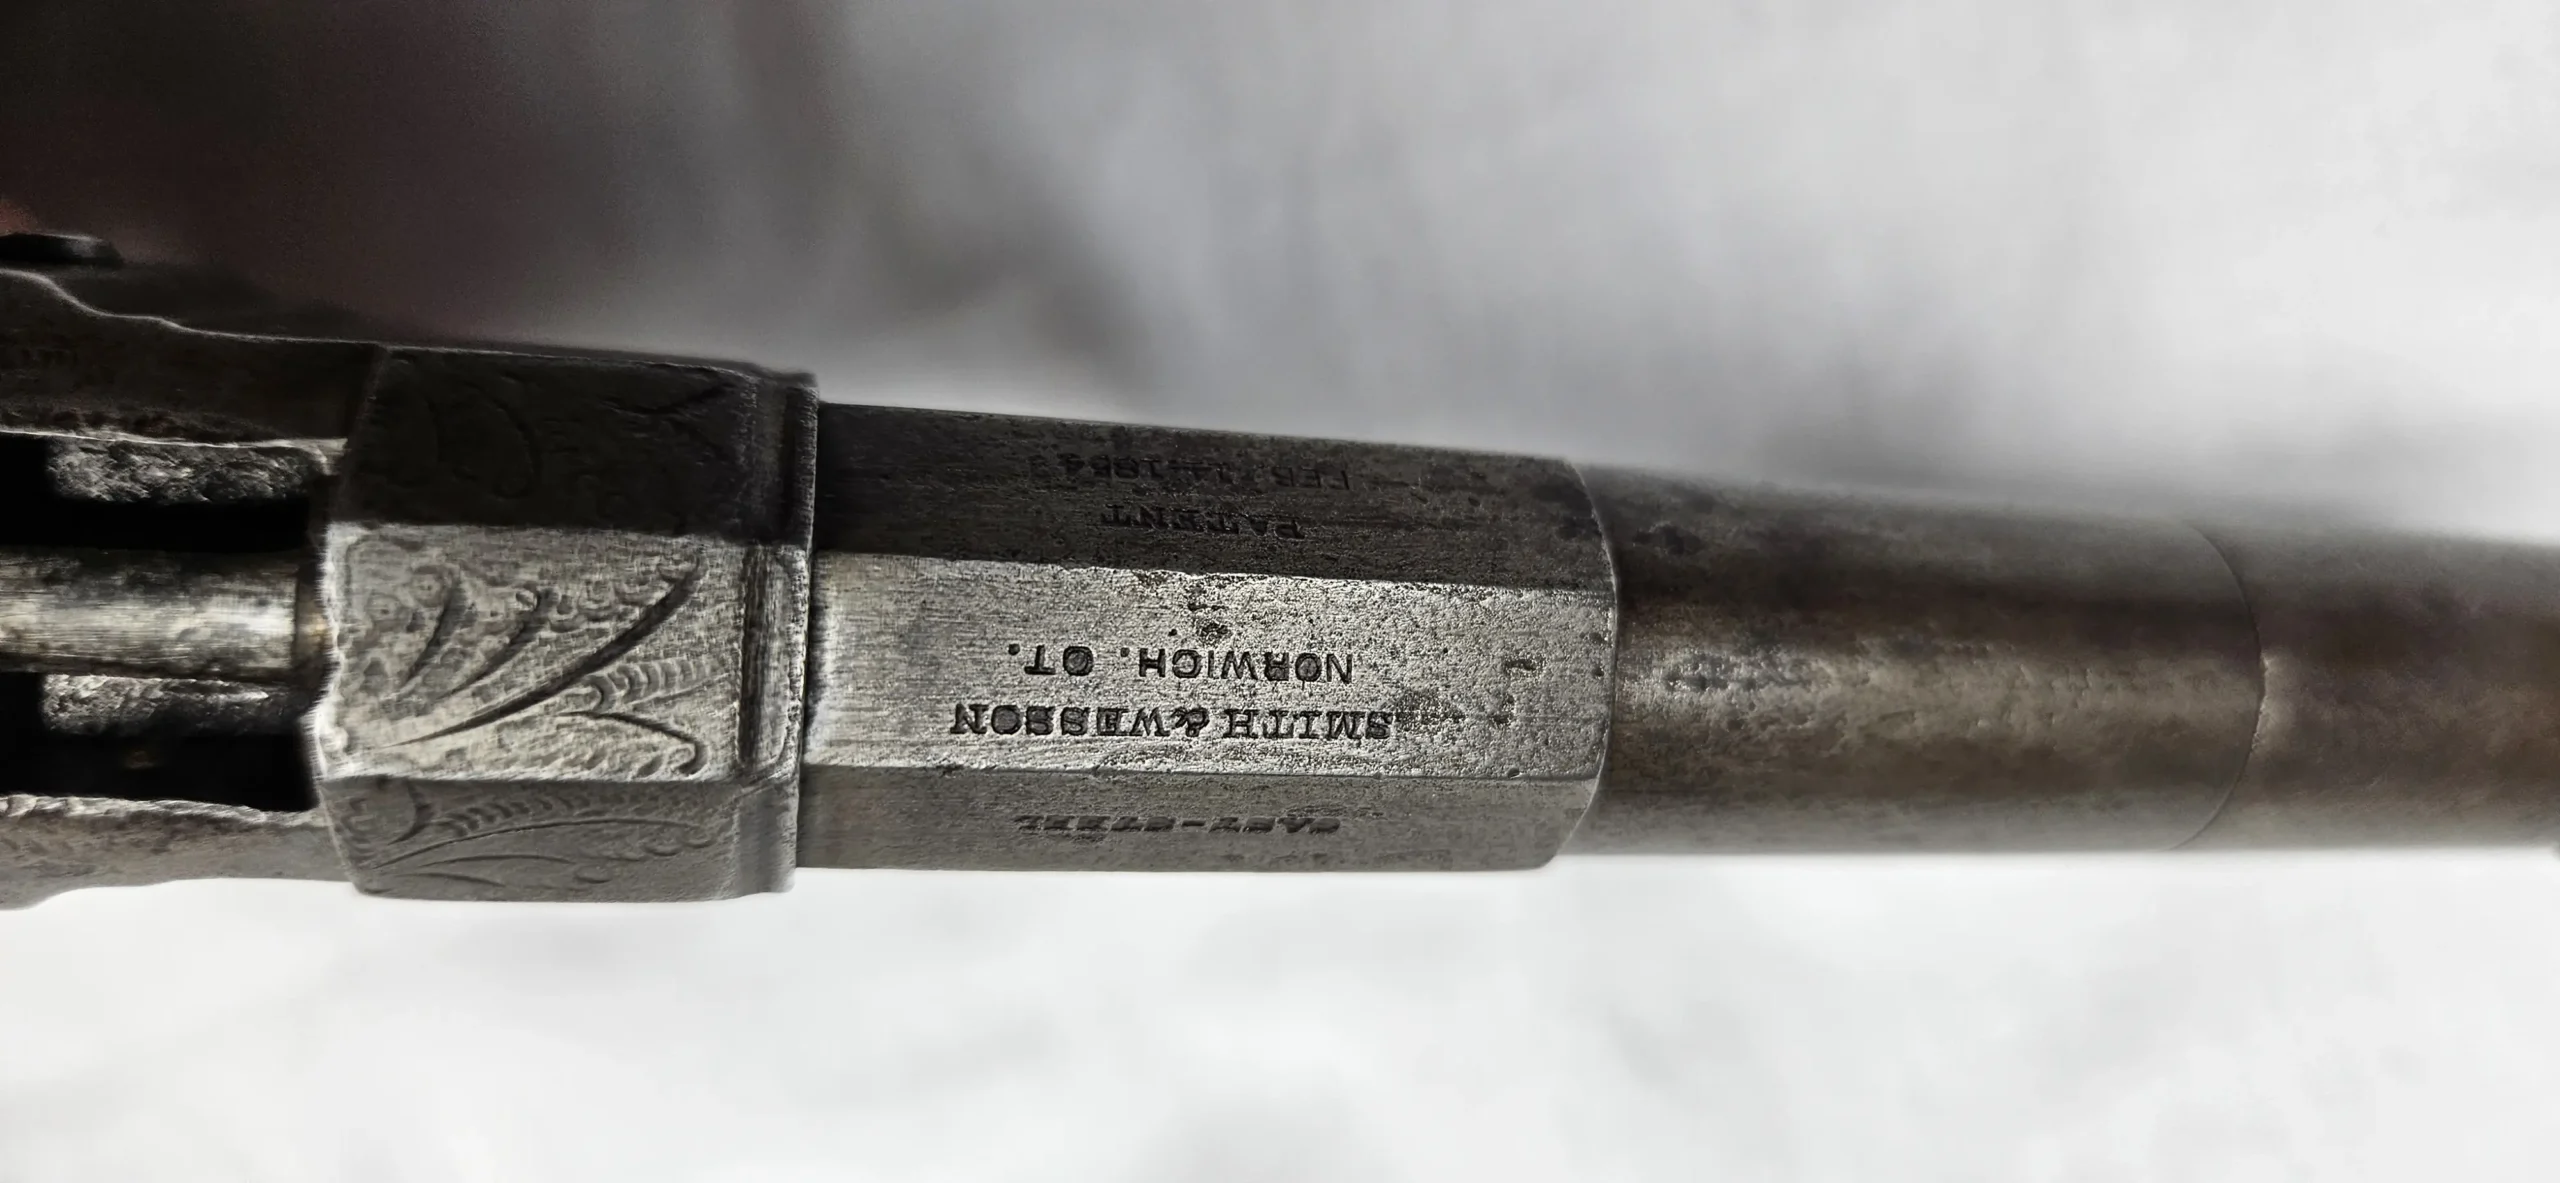 CAST-STEEL
SMITH & WESSON
NORWICH. CT.
PATENT
FEB. 14-1854